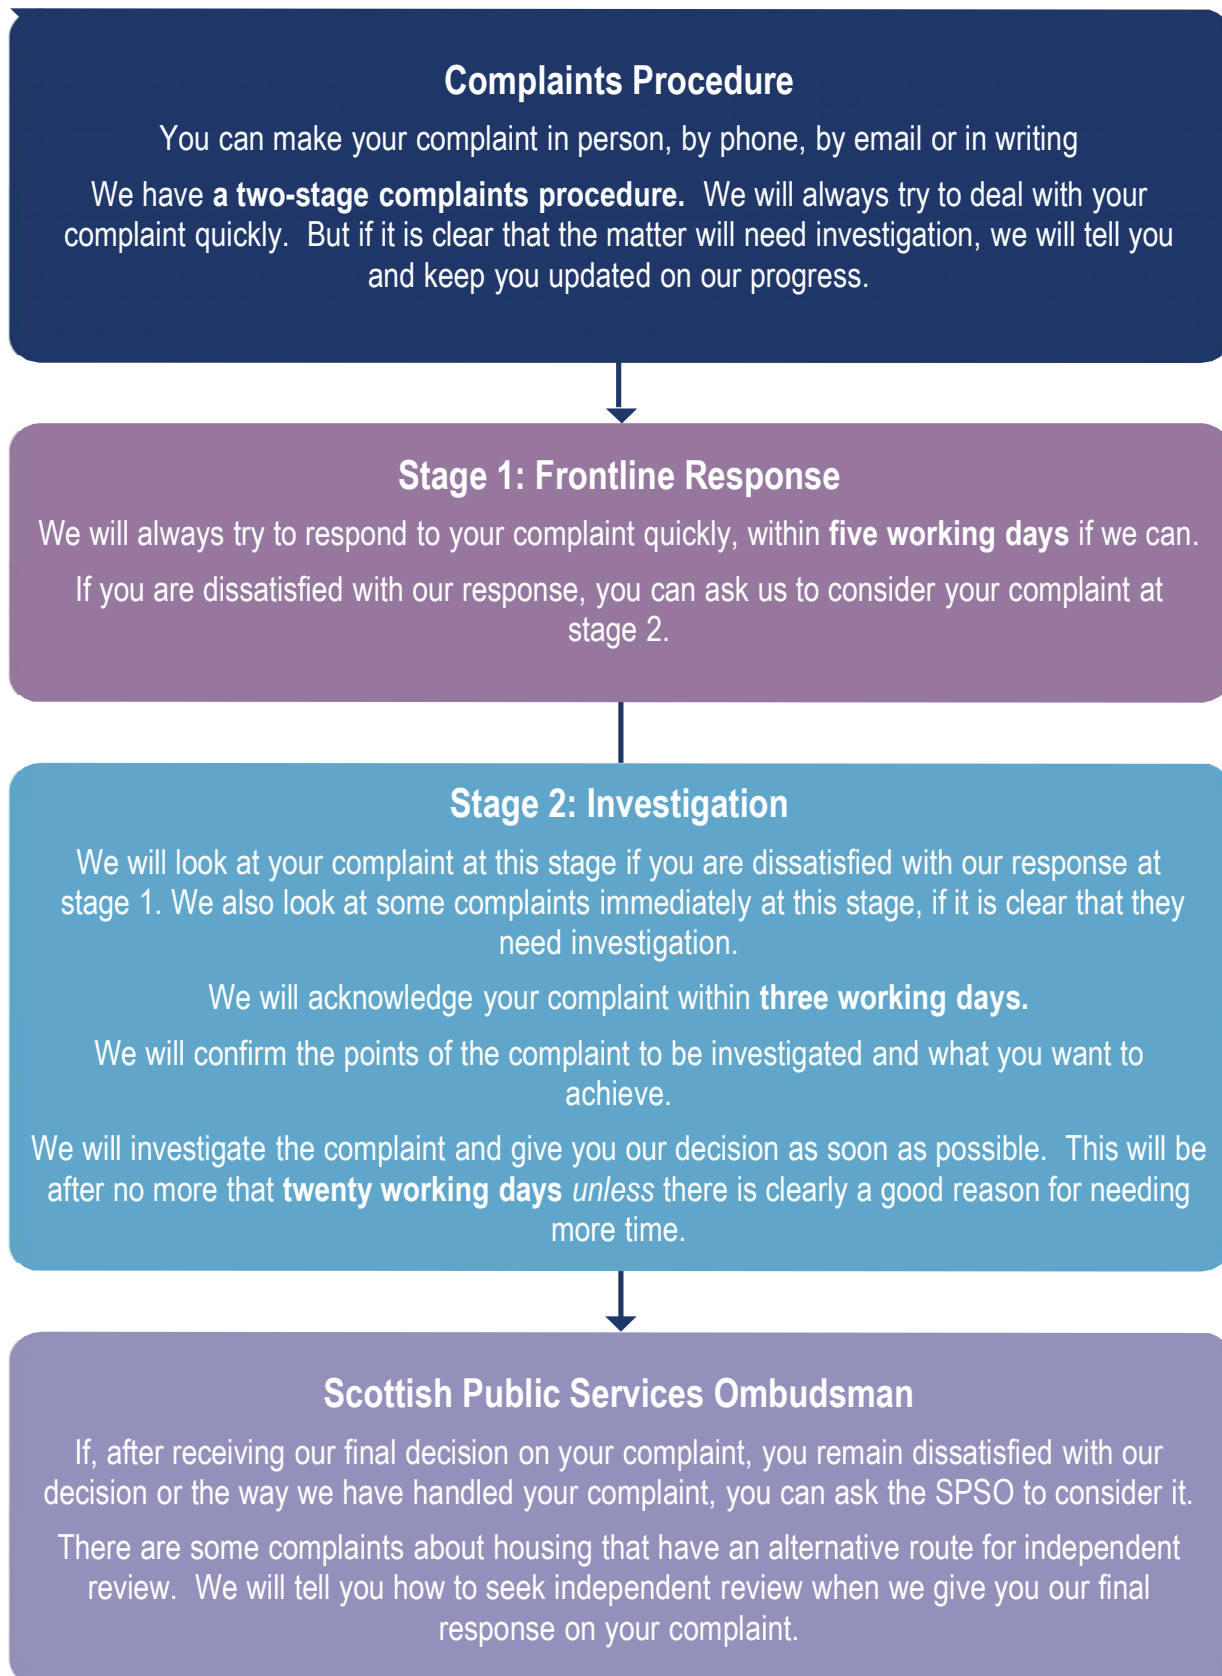 Complaints Procedure
You can make your complaint in person, by phone, by email or in writing
We have a two-stage complaints procedure.  We will always try to deal with your
complaint quickly.  But if it is clear that the matter will need investigation, we will tell you
and keep you updated on our progress.
Stage 1: Frontline Response
We will always try to respond to your complaint quickly, within five working days if we can.
If you are dissatisfied with our response, you can ask us to consider your complaint at
stage 2.
Stage 2: Investigation
We will look at your complaint at this stage if you are dissatisfied with our response at
stage 1. We also look at some complaints immediately at this stage, if it is clear that they
need investigation.
We will acknowledge your complaint within three working days.
We will confirm the points of the complaint to be investigated and what you want to
achieve.
We will investigate the complaint and give you our decision as soon as possible.  This will be
after no more that twenty working days unless there is clearly a good reason for needing
more time.
Scottish Public Services Ombudsman
If, after receiving our final decision on your complaint, you remain dissatisfied with our
decision or the way we have handled your complaint, you can ask the SPSO to consider it.
There are some complaints about housing that have an alternative route for independent
review.  We will tell you how to seek independent review when we give you our final
response on your complaint.